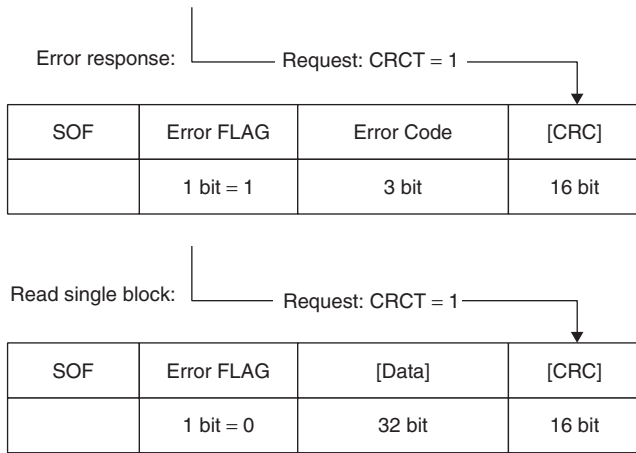 Error response:
Request: CRCT = 1
SOF Error FLAG Error Code [CRC]
1 bit = 1 3 bit 16 bit
Read single block:
Request: CRCT = 1
SOF Error FLAG [Data] [CRC]
1 bit = 0 32 bit 16 bit